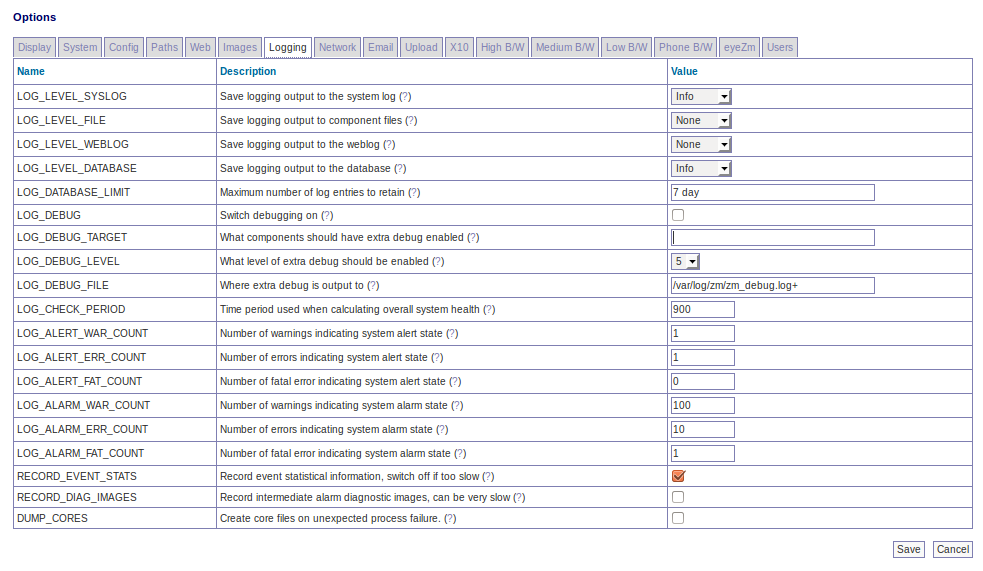 Options
Display System Config Paths Web Images Logging Network Email Upload X10 High B/W Medium B/W Low B/W Phone B/W eyeZm Users
Name Description Value
LOG_LEVEL_SYSLOG Save logging output to the system log (?) Info
LOG_LEVEL_FILE Save logging output to component files (?) None
LOG_LEVEL_WEBLOG Save logging output to the weblog (?) None
LOG_LEVEL_DATABASE Save logging output to the database (?) Info
LOG_DATABASE_LIMIT Maximum number of log entries to retain (?) 7 day
LOG_DEBUG Switch debugging on (?)
LOG_DEBUG_TARGET What components should have extra debug enabled (?)
LOG_DEBUG_LEVEL What level of extra debug should be enabled (?) 5
LOG_DEBUG_FILE Where extra debug is output to (?) /var/log/zm/zm_debug.log+
LOG_CHECK_PERIOD Time period used when calculating overall system health (?) 900
LOG_ALERT_WAR_COUNT Number of warnings indicating system alert state (?) 1
LOG_ALERT_ERR_COUNT Number of errors indicating system alert state (?) 1
LOG_ALERT_FAT_COUNT Number of fatal error indicating system alert state (?) 0
LOG_ALARM_WAR_COUNT Number of warnings indicating system alarm state (?) 100
LOG_ALARM_ERR_COUNT Number of errors indicating system alarm state (?) 10
LOG_ALARM_FAT_COUNT Number of fatal error indicating system alarm state (?) 1
RECORD_EVENT_STATS Record event statistical information, switch off if too slow (?)
RECORD_DIAG_IMAGES Record intermediate alarm diagnostic images, can be very slow (?)
DUMP_CORES Create core files on unexpected process failure. (?)
Save Cancel